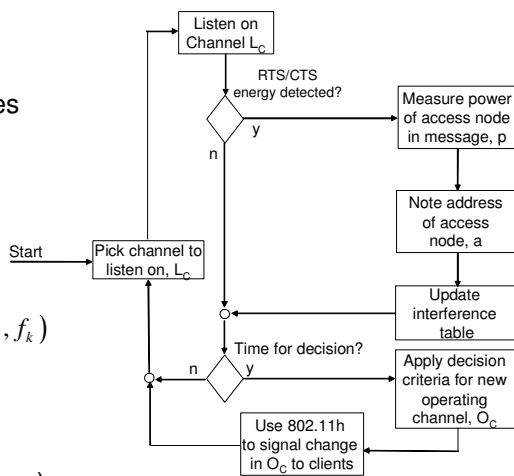 Listen on
Channel L_C
es
RTS/CTS
energy detected?
y
n
Measure power
of access node
in message, p
Note address
of access
node, a
Start
Pick channel to
listen on, L_C
Update
interference
table
, f_k )
Time for decision?
n
y
Apply decision
criteria for new
operating
channel, O_C
Use 802.11h
to signal change
in O_C to clients
)